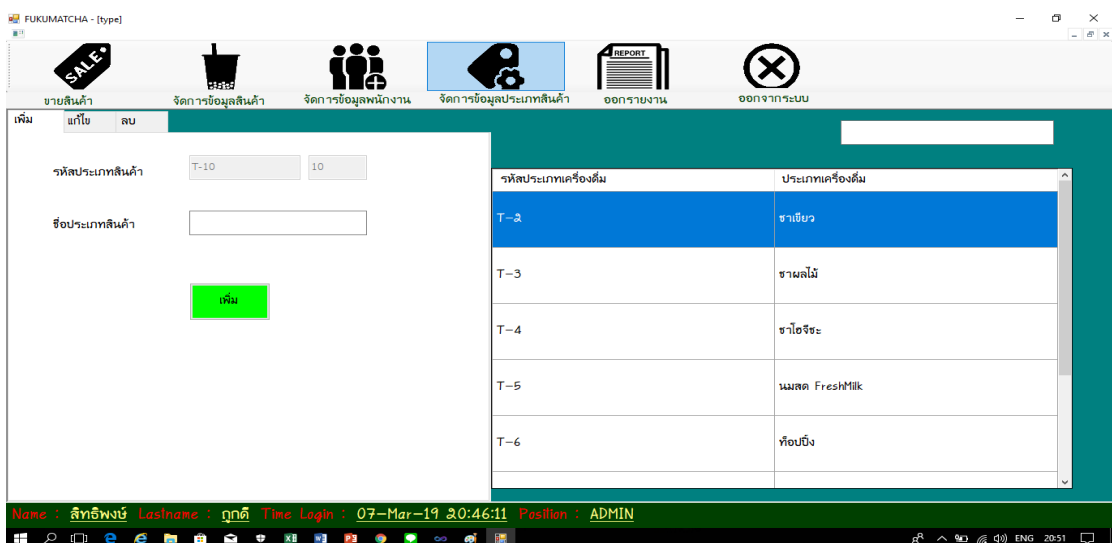 FUKUMATCHA - [type]
SALE
REPORT
ขายสินค้า จัดการข้อมูลสินค้า จัดการข้อมูลพนักงาน จัดการข้อมูลประเภทสินค้า ออกรายงาน ออกจากระบบ
เพิ่ม แก้ไข ลบ
รหัสประเภทสินค้า T-10 10
ชื่อประเภทสินค้า
เพิ่ม
รหัสประเภทเครื่องดื่ม ประเภทเครื่องดื่ม
T-2 ชาเขียว
T-3 ชาผลไม้
T-4 ชาโฮจิชะ
T-5 นมสด FreshMilk
T-6 ท็อปปิ้ง
Name : สิทธิพงษ์ Lastname : ถูกดี Time Login : 07-Mar-19 20:46:11 Position : ADMIN
ENG 20:51